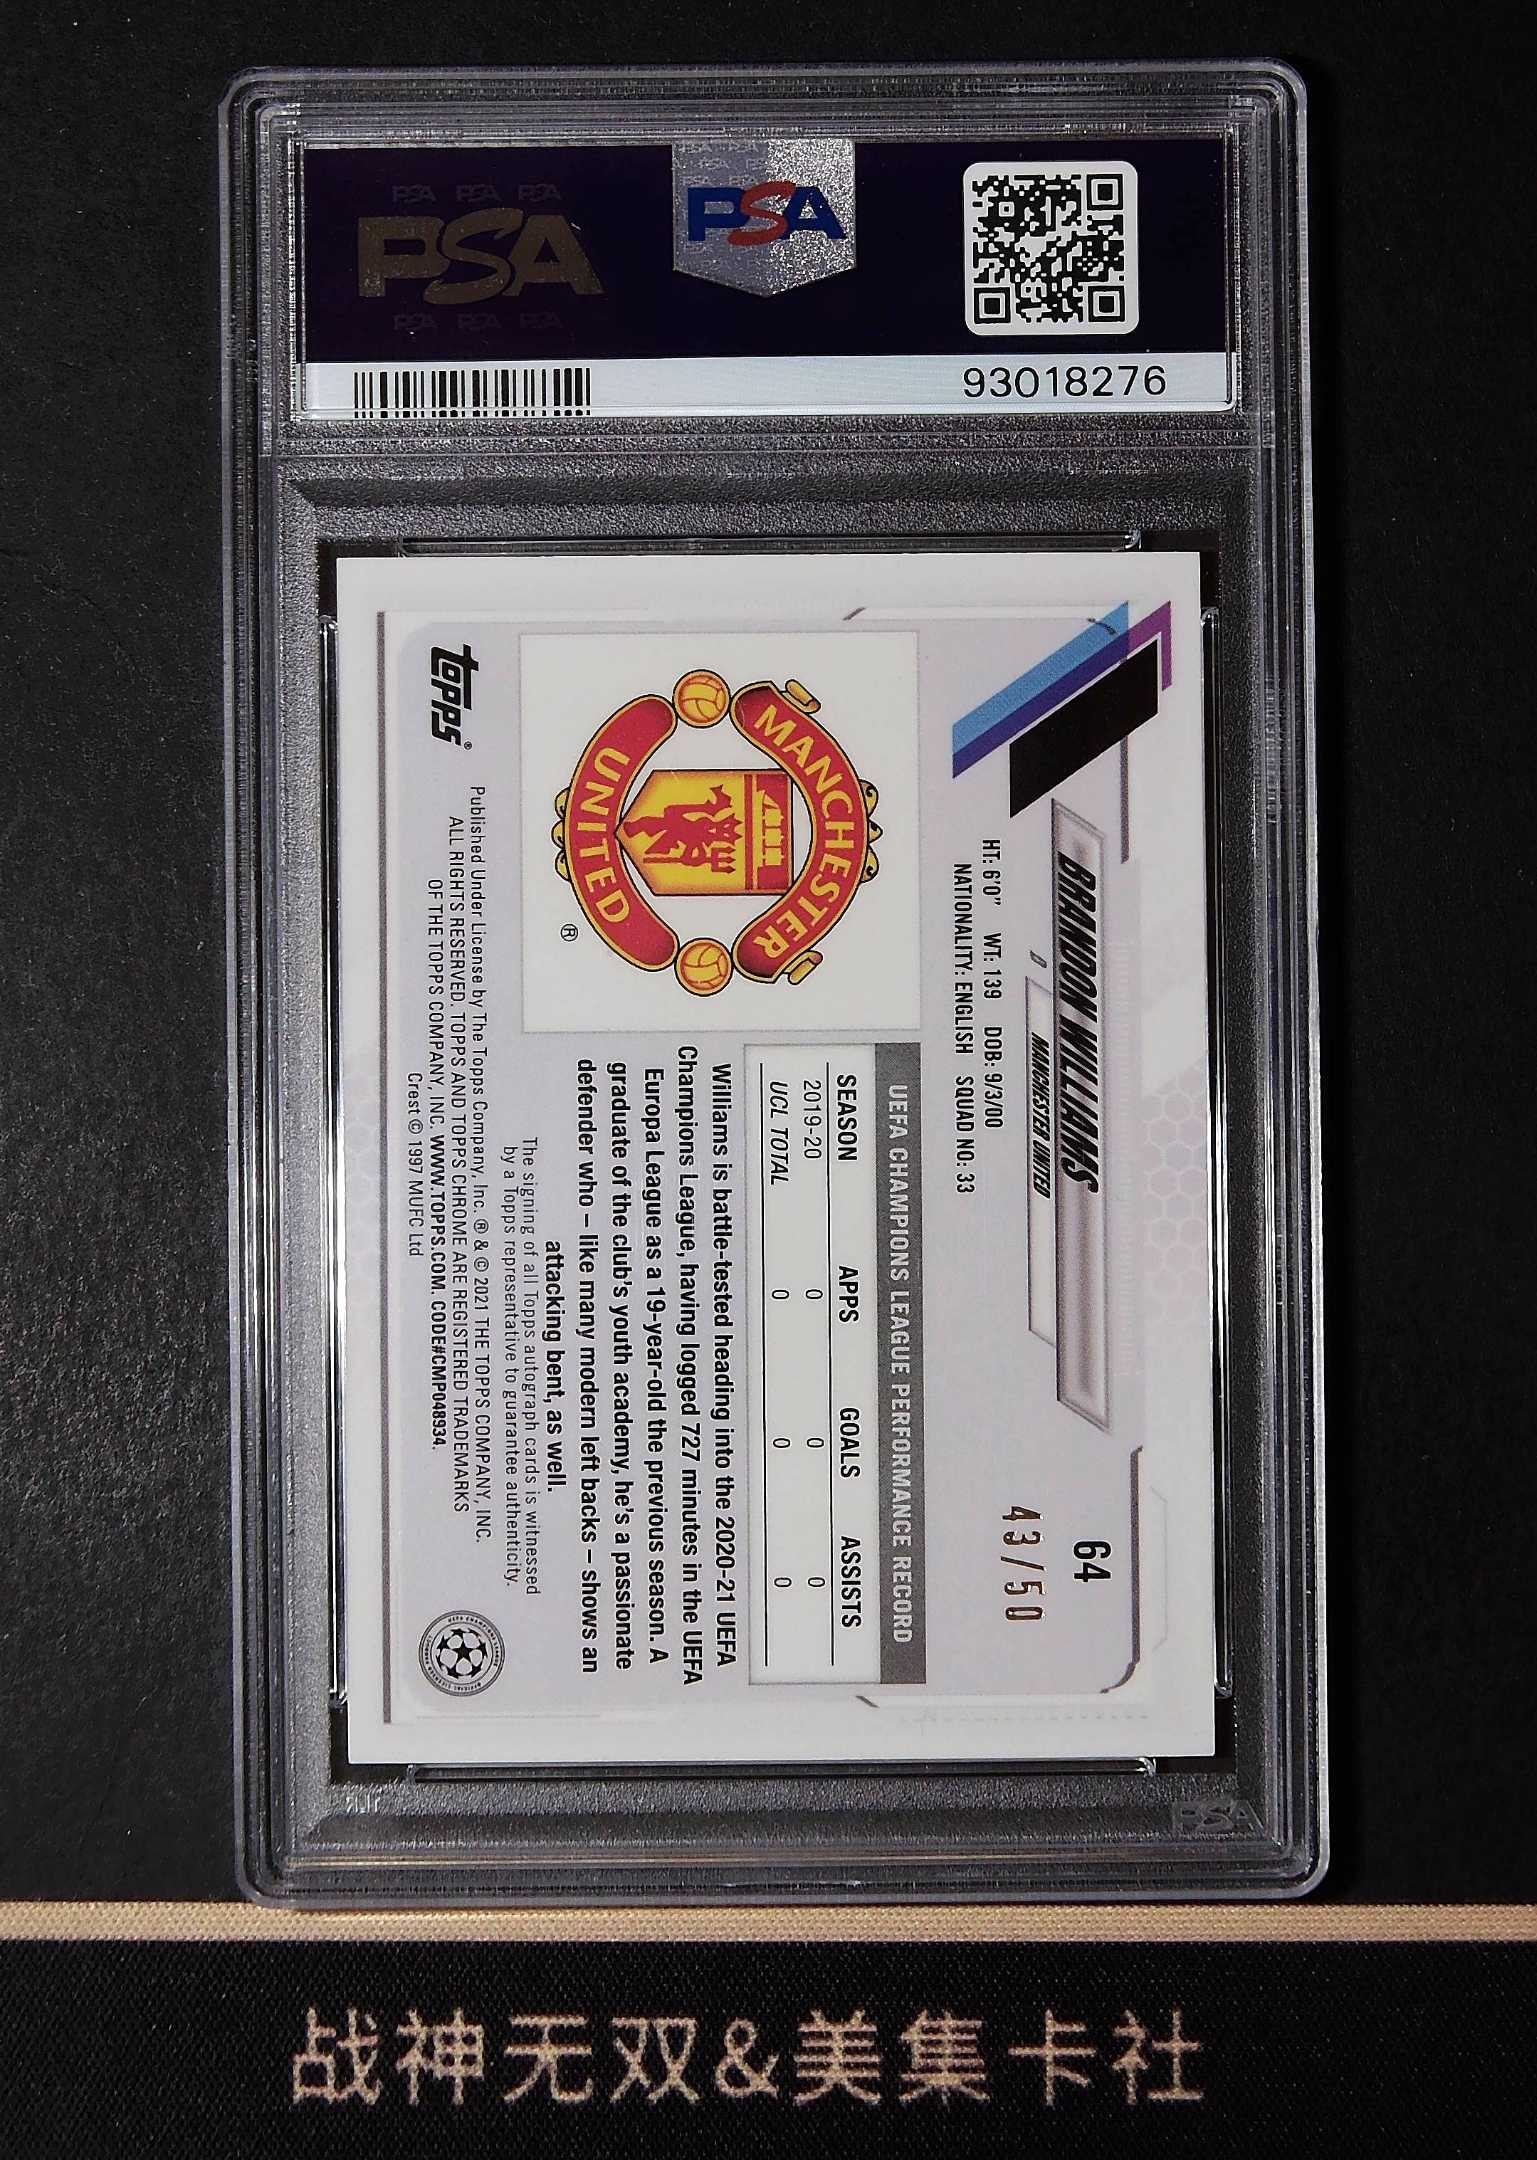 PSA PSA PSA
PSA
PSA PSA PSA
PSA
93018276
64
43/50
BRANDON WILLIAMS
D MANCHESTER UNITED
HT: 6'0" WT: 139 DOB: 9/3/00
NATIONALITY: ENGLISH SQUAD NO: 33
MANCHESTER
UNITED
®
UEFA CHAMPIONS LEAGUE PERFORMANCE RECORD
SEASON APPS GOALS ASSISTS
2019-20 0 0 0
UCL TOTAL 0 0 0
Williams is battle-tested heading into the 2020-21 UEFA
Champions League, having logged 727 minutes in the UEFA
Europa League as a 19-year-old the previous season. A
graduate of the club's youth academy, he's a passionate
defender who – like many modern left backs – shows an
attacking bent, as well.
The signing of all Topps autograph cards is witnessed
by a Topps representative to guarantee authenticity.
topps®
Published Under License by The Topps Company, Inc. ® & © 2021 THE TOPPS COMPANY, INC.
ALL RIGHTS RESERVED. TOPPS AND TOPPS CHROME ARE REGISTERED TRADEMARKS
OF THE TOPPS COMPANY, INC. WWW.TOPPS.COM. CODE#CMP048934.
Crest © 1997 MUFC Ltd
PSA
战神无双&美集卡社